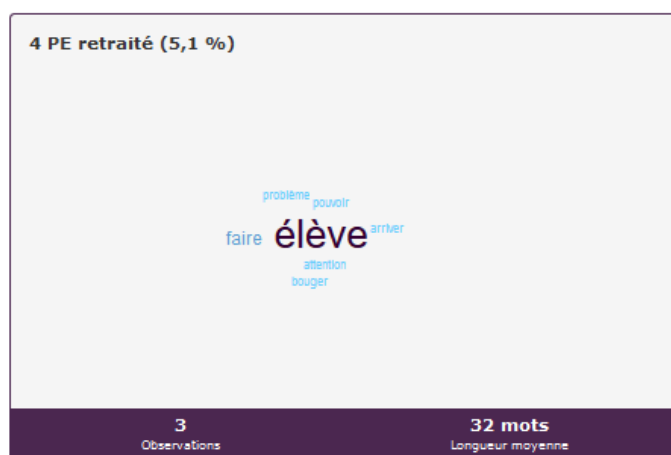 4 PE retraité (5,1 %)
problème
pouvoir
faire élève arriver
attention
bouger
3 32 mots
Observations Longueur moyenne